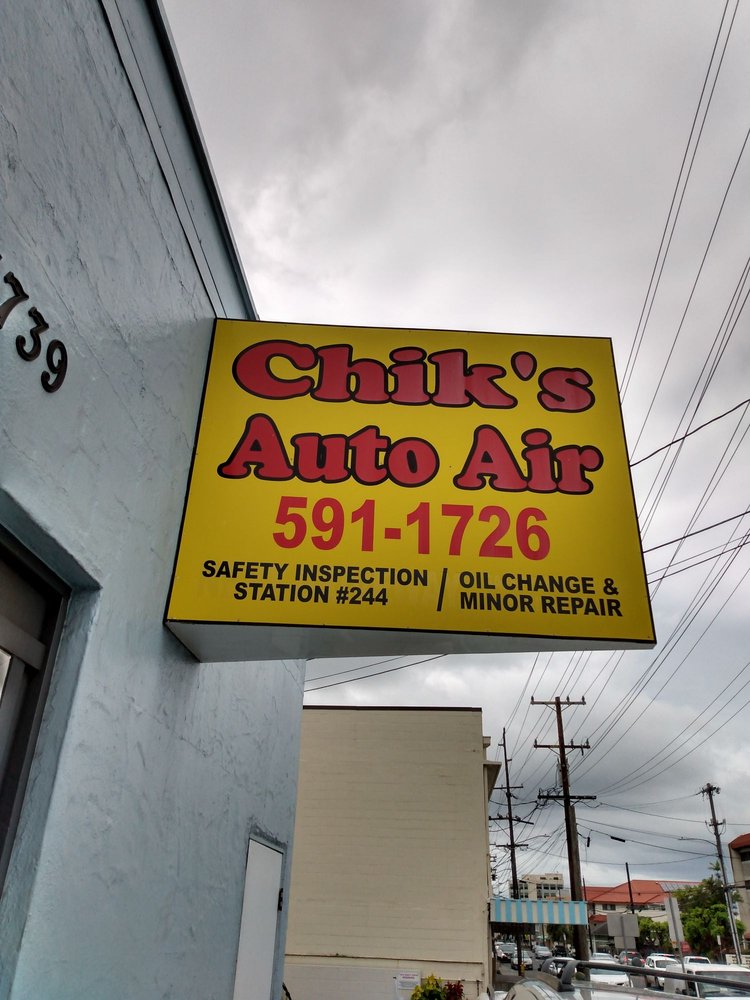 739
Chik's
Auto Air
591-1726
SAFETY INSPECTION / OIL CHANGE &
STATION #244 MINOR REPAIR